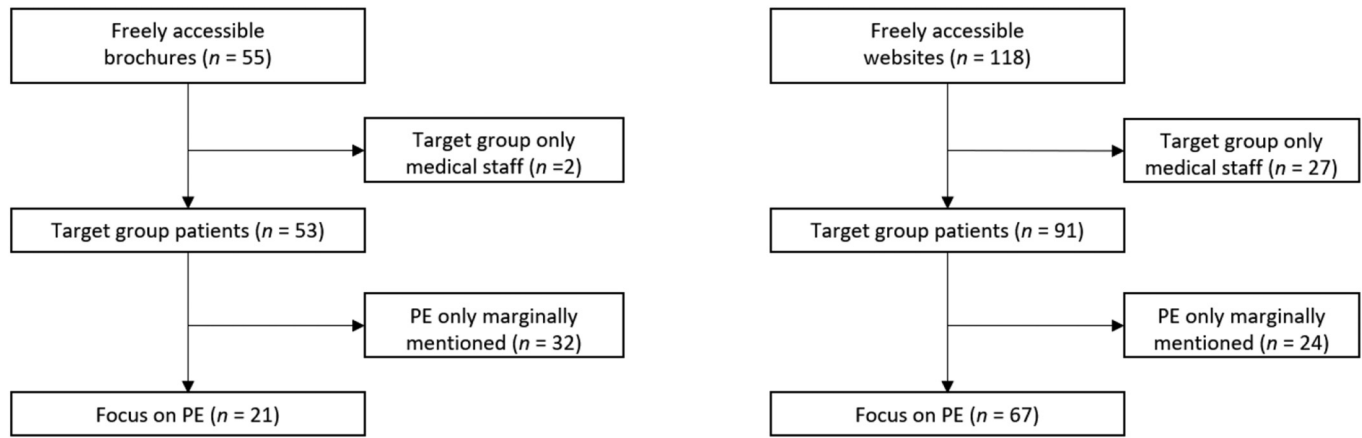 Freely accessible
brochures (n = 55)
Target group only
medical staff (n =2)
Target group patients (n = 53)
PE only marginally
mentioned (n = 32)
Focus on PE (n = 21)
Freely accessible
websites (n = 118)
Target group only
medical staff (n = 27)
Target group patients (n = 91)
PE only marginally
mentioned (n = 24)
Focus on PE (n = 67)